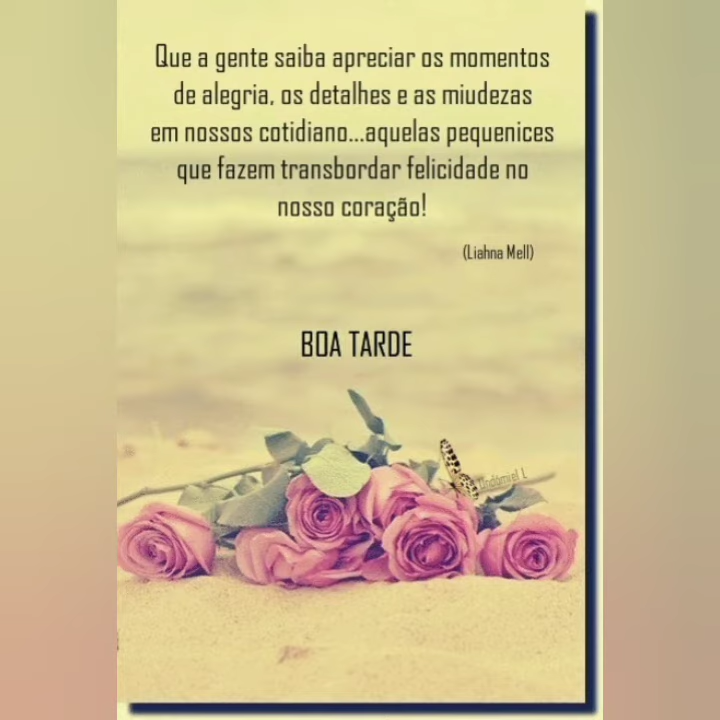 Que a gente saiba apreciar os momentos
de alegria, os detalhes e as miudezas
em nossos cotidiano...aquelas pequenices
que fazem transbordar felicidade no
nosso coração!
(Liahna Mell)
BOA TARDE
Undómiel L